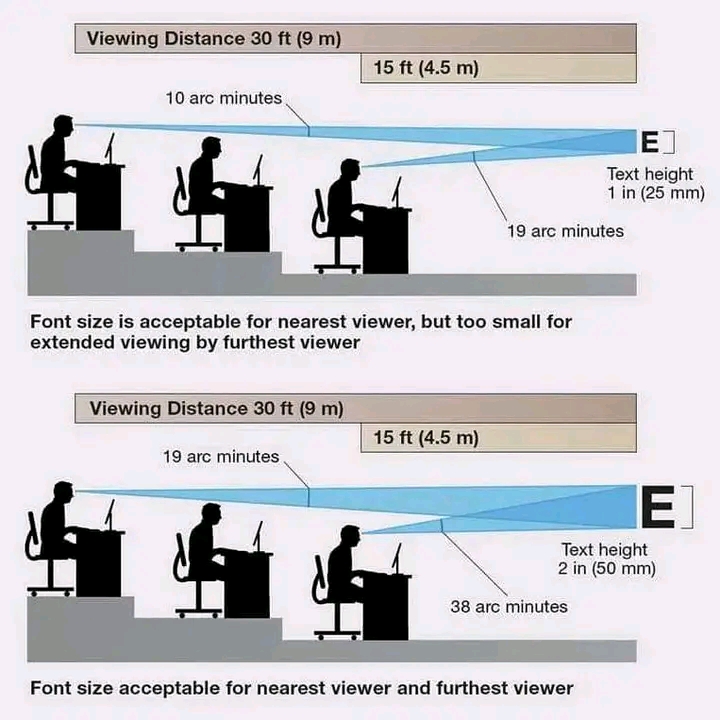 Viewing Distance 30 ft (9 m)
15 ft (4.5 m)
10 arc minutes
E
Text height
1 in (25 mm)
19 arc minutes
Font size is acceptable for nearest viewer, but too small for
extended viewing by furthest viewer
Viewing Distance 30 ft (9 m)
15 ft (4.5 m)
19 arc minutes
E
Text height
2 in (50 mm)
38 arc minutes
Font size acceptable for nearest viewer and furthest viewer